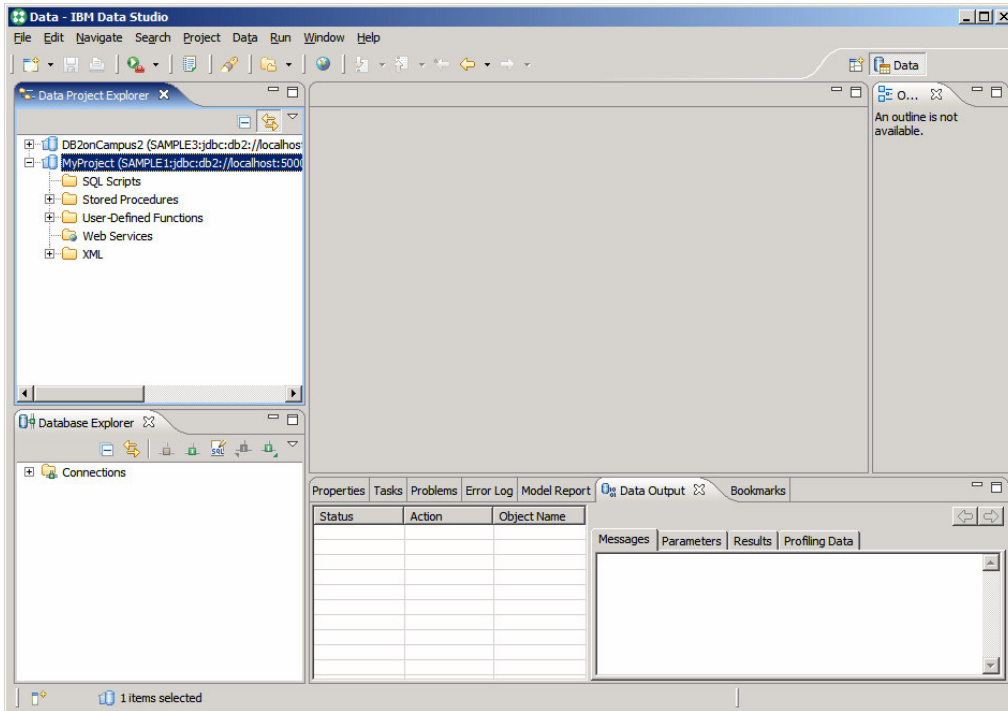 Data - IBM Data Studio
File Edit Navigate Search Project Data Run Window Help
Data
Data Project Explorer
DB2onCampus2 (SAMPLE3:jdbc:db2://localhos
MyProject (SAMPLE1:jdbc:db2://localhost:500
SQL Scripts
Stored Procedures
User-Defined Functions
Web Services
XML
O...
An outline is not
available.
Database Explorer
SQL
Connections
Properties Tasks Problems Error Log Model Report Data Output Bookmarks
Status Action Object Name
Messages Parameters Results Profiling Data
1 items selected